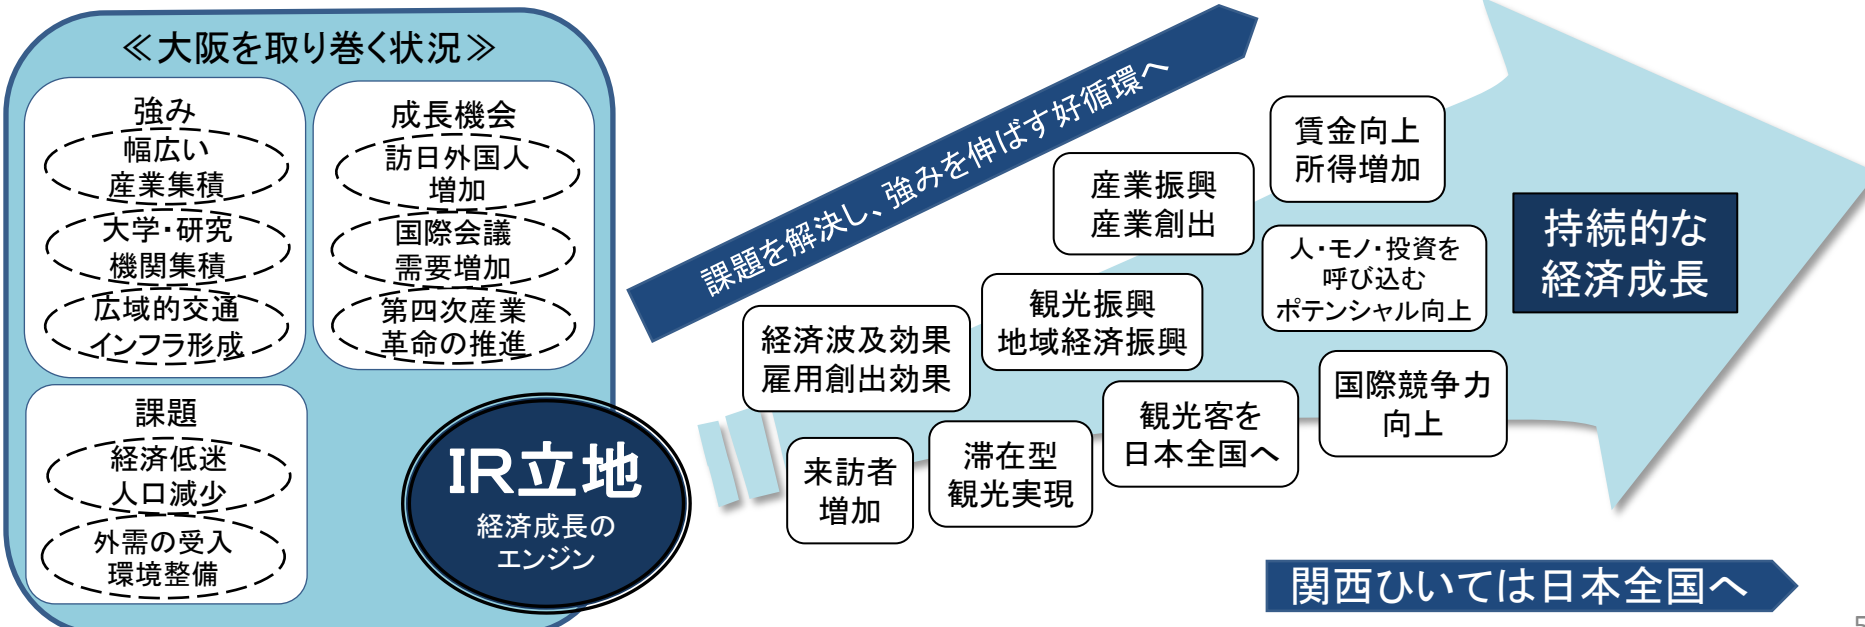 ≪大阪を取り巻く状況≫
強み
幅広い
産業集積
大学・研究
機関集積
広域的交通
インフラ形成
成長機会
訪日外国人
増加
国際会議
需要増加
第四次産業
革命の推進
課題
経済低迷
人口減少
外需の受入
環境整備
IR立地
経済成長の
エンジン
課題を解決し、強みを伸ばす好循環へ
経済波及効果
雇用創出効果
来訪者
増加
滞在型
観光実現
観光振興
地域経済振興
観光客を
日本全国へ
産業振興
産業創出
賃金向上
所得増加
人・モノ・投資を
呼び込む
ポテンシャル向上
国際競争力
向上
持続的な
経済成長
関西ひいては日本全国へ
5